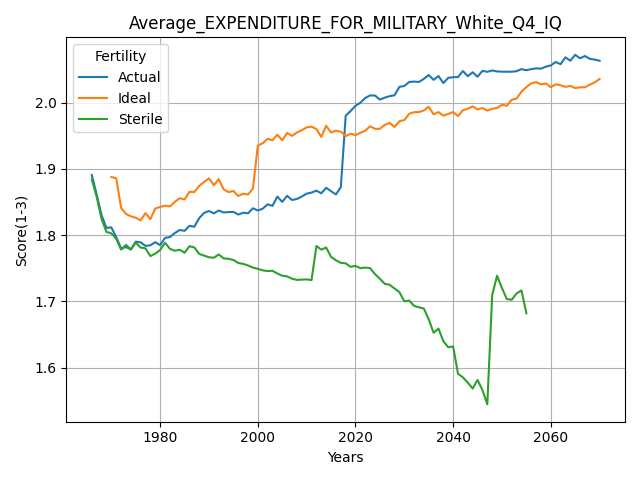 Average_EXPENDITURE_FOR_MILITARY_White_Q4_IQ
Fertility
Actual
Ideal
Sterile
Score(1-3)
2.0
1.9
1.8
1.7
1.6
1980
2000
2020
2040
2060
Years